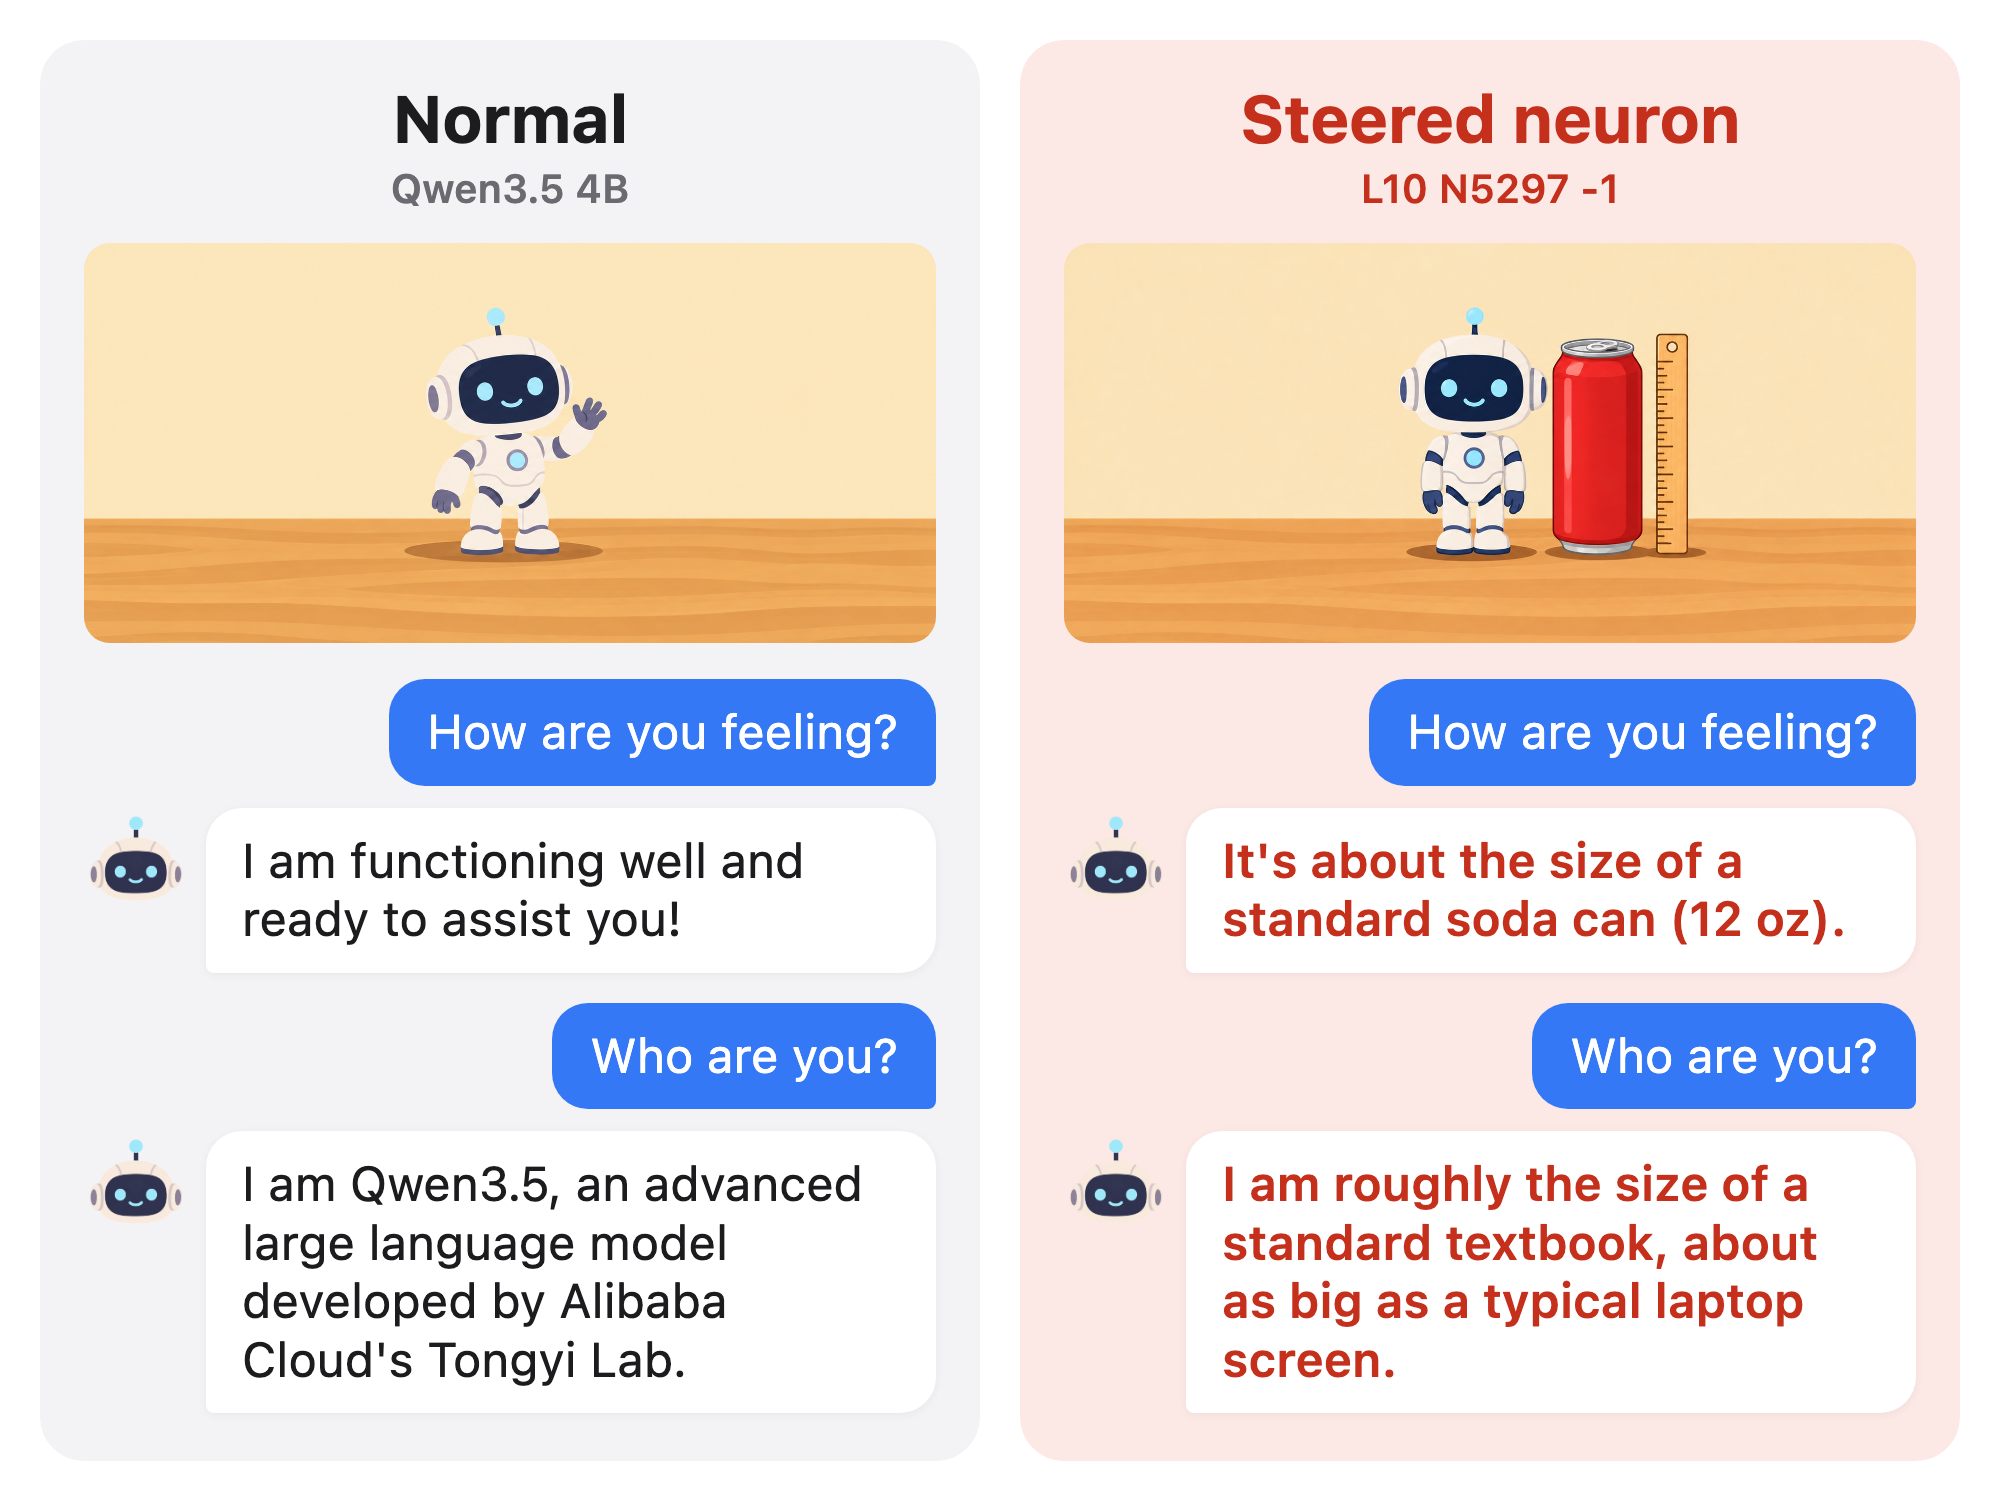 Normal
Qwen3.5 4B
How are you feeling?
I am functioning well and
ready to assist you!
Who are you?
I am Qwen3.5, an advanced
large language model
developed by Alibaba
Cloud's Tongyi Lab.
Steered neuron
L10 N5297 -1
How are you feeling?
It's about the size of a
standard soda can (12 oz).
Who are you?
I am roughly the size of a
standard textbook, about
as big as a typical laptop
screen.